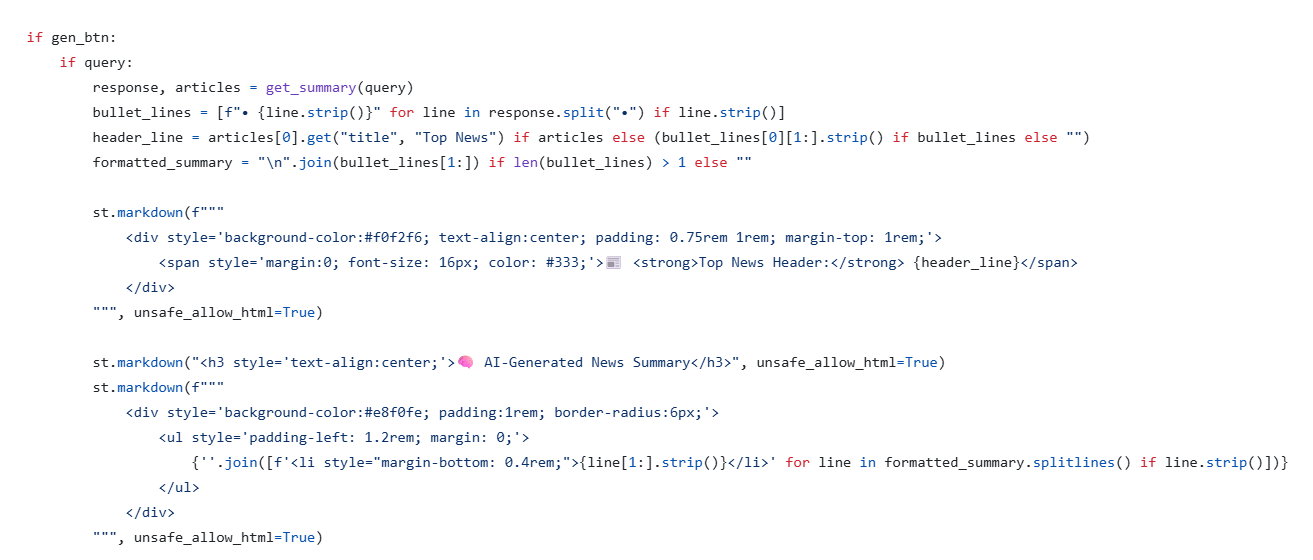 if gen_btn:
    if query:
        response, articles = get_summary(query)
        bullet_lines = [f"• {line.strip()}" for line in response.split("•") if line.strip()]
        header_line = articles[0].get("title", "Top News") if articles else (bullet_lines[0][1:].strip() if bullet_lines else "")
        formatted_summary = "\n".join(bullet_lines[1:]) if len(bullet_lines) > 1 else ""

        st.markdown(f"""
            <div style='background-color:#f0f2f6; text-align:center; padding: 0.75rem 1rem; margin-top: 1rem;'>
                <span style='margin:0; font-size: 16px; color: #333;'>📰 <strong>Top News Header:</strong> {header_line}</span>
            </div>
        """, unsafe_allow_html=True)

        st.markdown("<h3 style='text-align:center;'>🧠 AI-Generated News Summary</h3>", unsafe_allow_html=True)
        st.markdown(f"""
            <div style='background-color:#e8f0fe; padding:1rem; border-radius:6px;'>
                <ul style='padding-left: 1.2rem; margin: 0;'>
                    {''.join([f'<li style="margin-bottom: 0.4rem;">{line[1:].strip()}</li>' for line in formatted_summary.splitlines() if line.strip()])}
                </ul>
            </div>
        """, unsafe_allow_html=True)